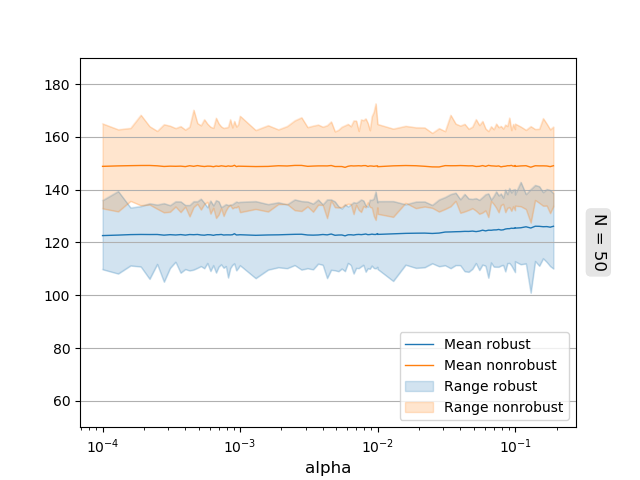 180
160
140
120
100
80
60
10⁻⁴
10⁻³
10⁻²
10⁻¹
alpha
N = 50
Mean robust
Mean nonrobust
Range robust
Range nonrobust